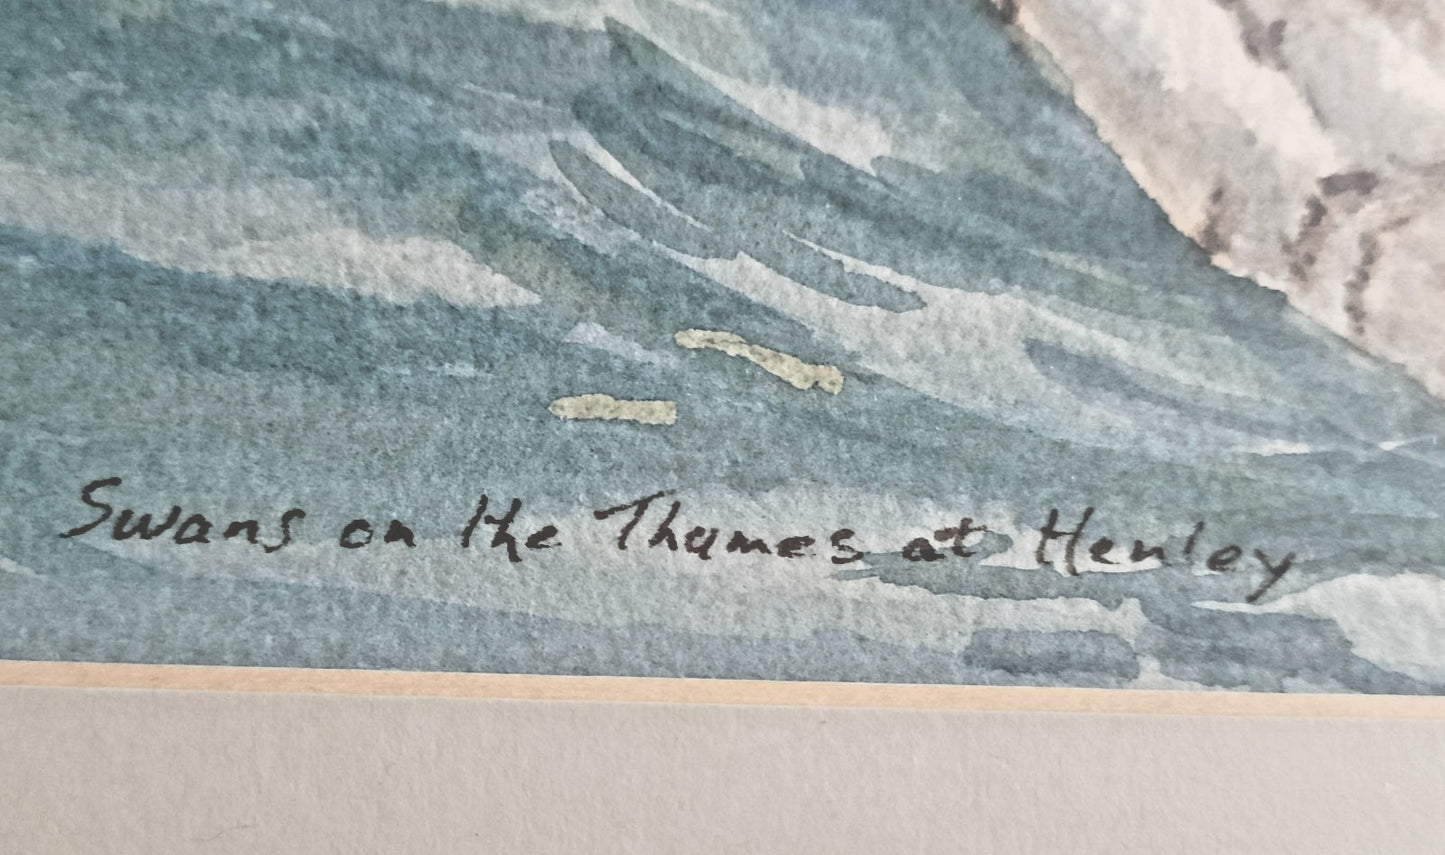 Swans on the Thames at Henley